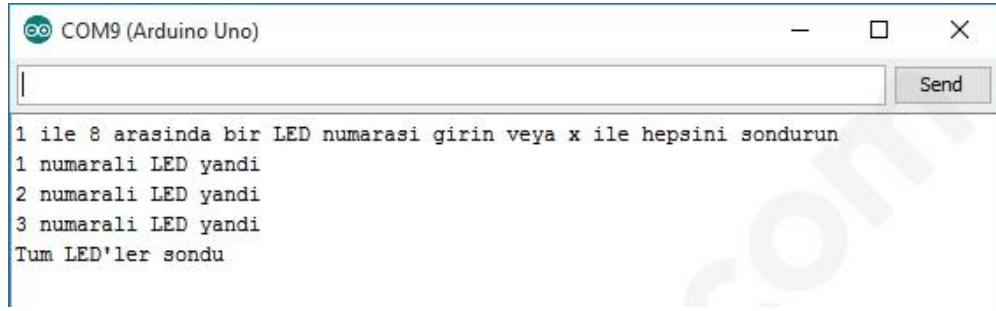 COM9 (Arduino Uno)
Send
1 ile 8 arasinda bir LED numarasi girin veya x ile hepsini sondurun
1 numarali LED yandi
2 numarali LED yandi
3 numarali LED yandi
Tum LED'ler sondu
com